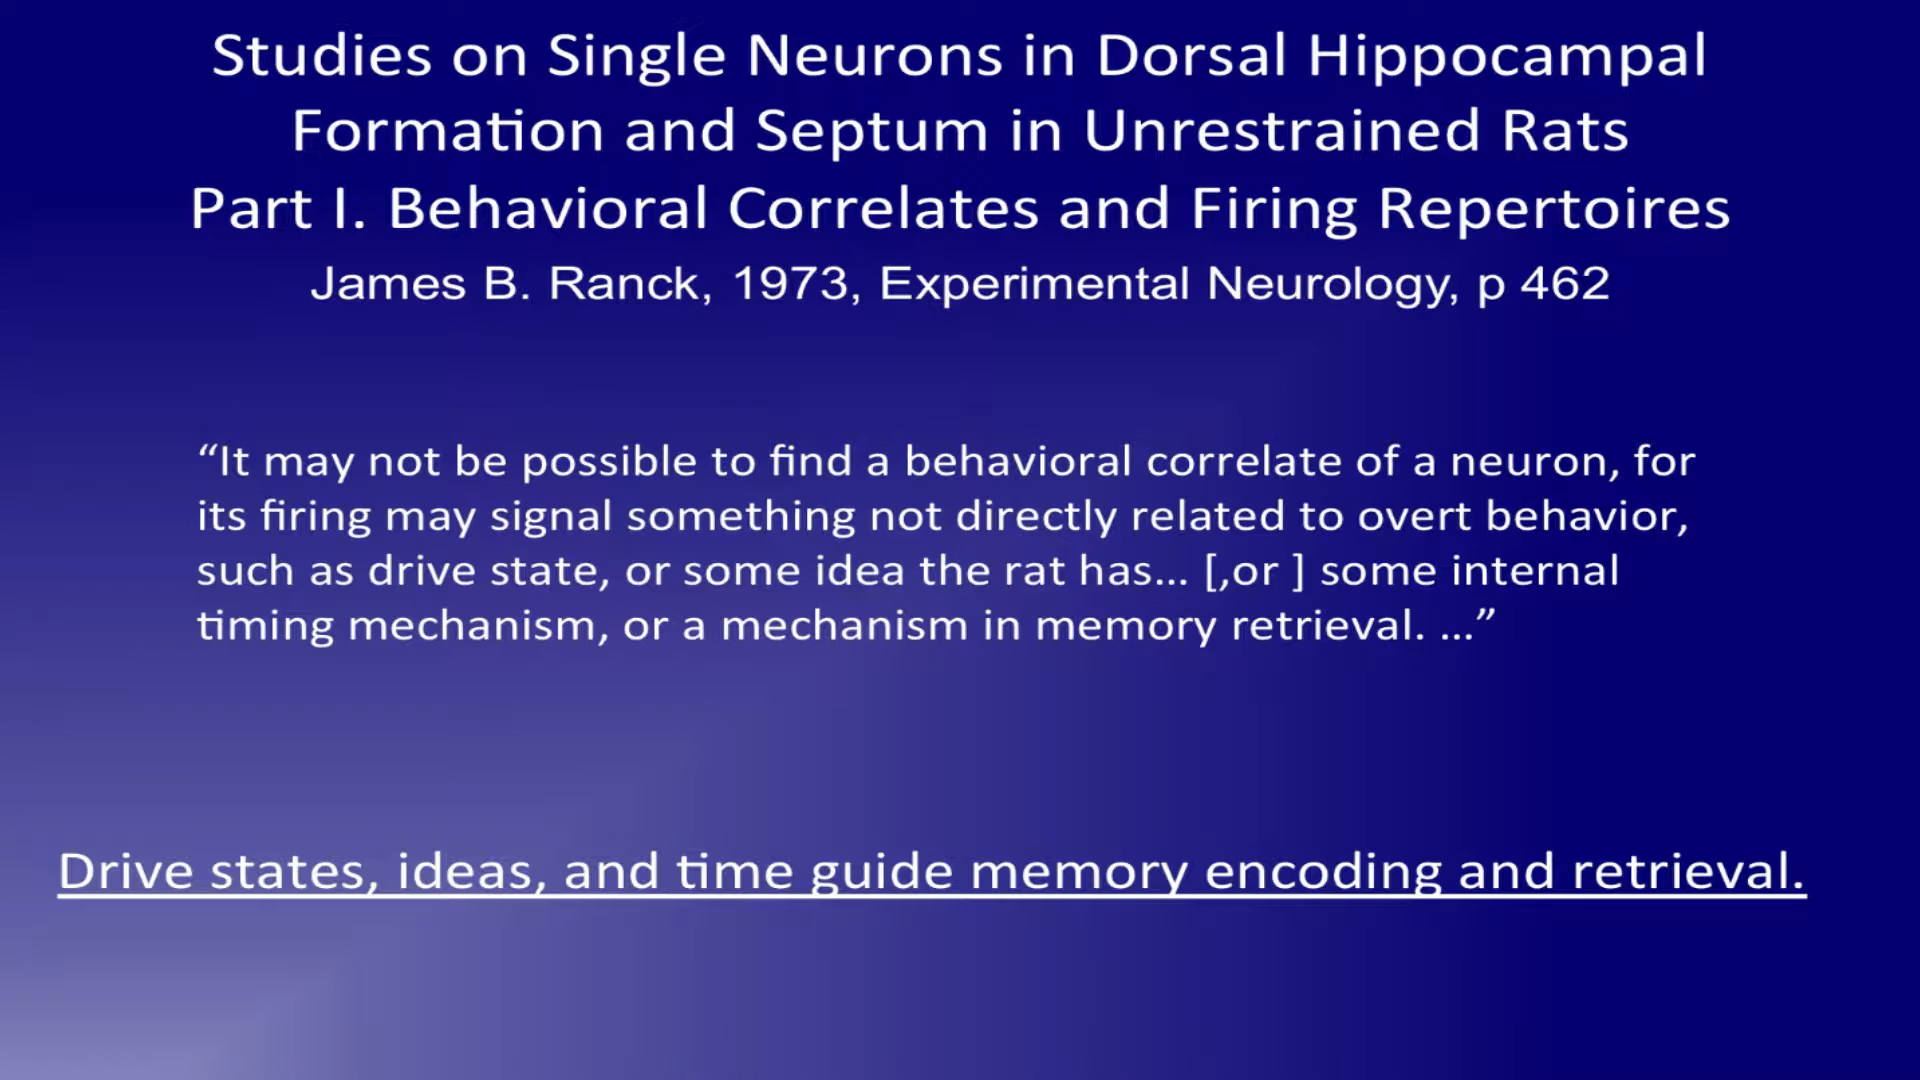 Studies on Single Neurons in Dorsal Hippocampal
Formation and Septum in Unrestrained Rats
Part I. Behavioral Correlates and Firing Repertoires
James B. Ranck, 1973, Experimental Neurology, p 462
“It may not be possible to find a behavioral correlate of a neuron, for
its firing may signal something not directly related to overt behavior,
such as drive state, or some idea the rat has... [,or ] some internal
timing mechanism, or a mechanism in memory retrieval. ...”
Drive states, ideas, and time guide memory encoding and retrieval.